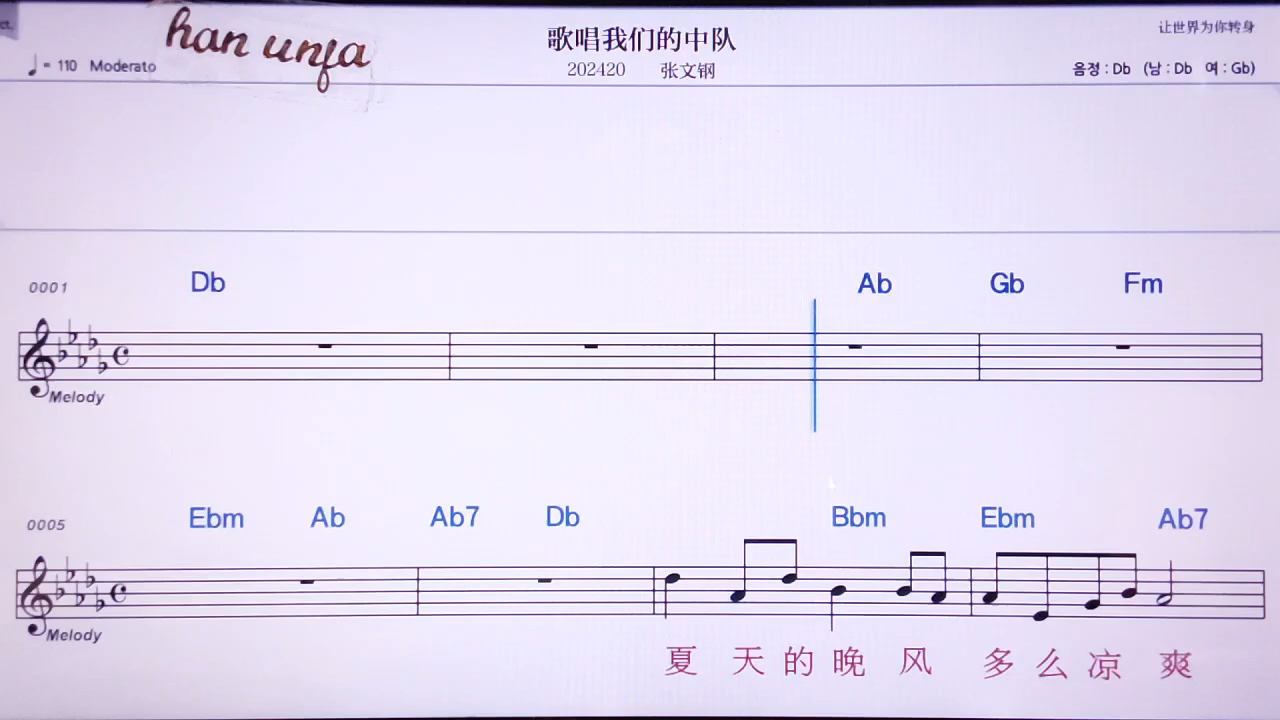 ct.
han unfa
歌唱我们的中队
让世界为你转身
♩= 110 Moderato
202420 张文钢
음정 : Db (남 : Db 여 : Gb)
0001 Db Ab Gb Fm
Melody
0005 Ebm Ab Ab7 Db Bbm Ebm Ab7
Melody
夏 天 的 晚 风 多 么 凉 爽